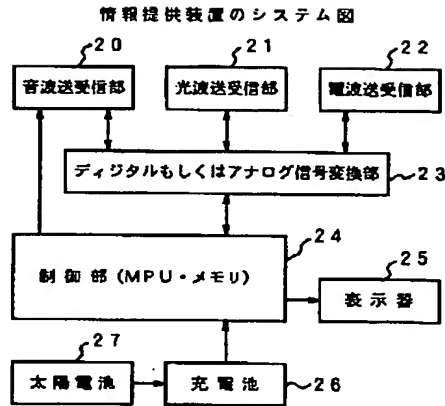 情報提供装置のシステム図
20 21 22
音波送受信部 光波送受信部 電波送受信部
ディジタルもしくはアナログ信号変換部 23
24
制御部(MPU・メモリ) 25
表示器
27
太陽電池 充電池 26